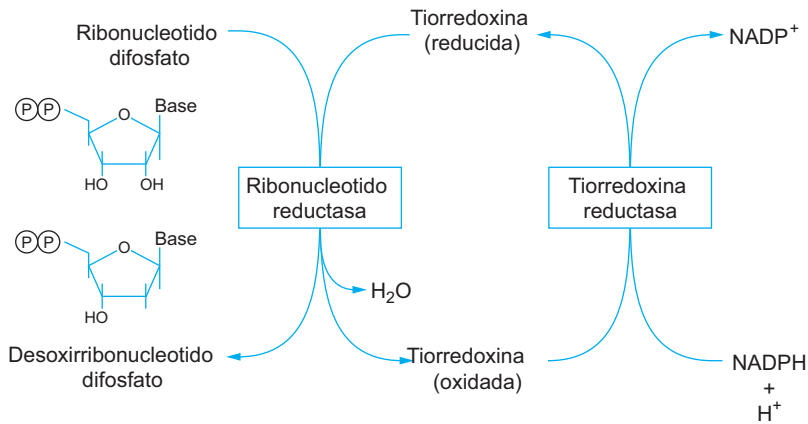 Ribonucleotido
difosfato
Tiorredoxina
(reducida)
NADP+
P P
O
Base
HO
OH
Ribonucleotido
reductasa
Tiorredoxina
reductasa
P P
O
Base
HO
H2O
Desoxirribonucleotido
difosfato
Tiorredoxina
(oxidada)
NADPH
+
H+